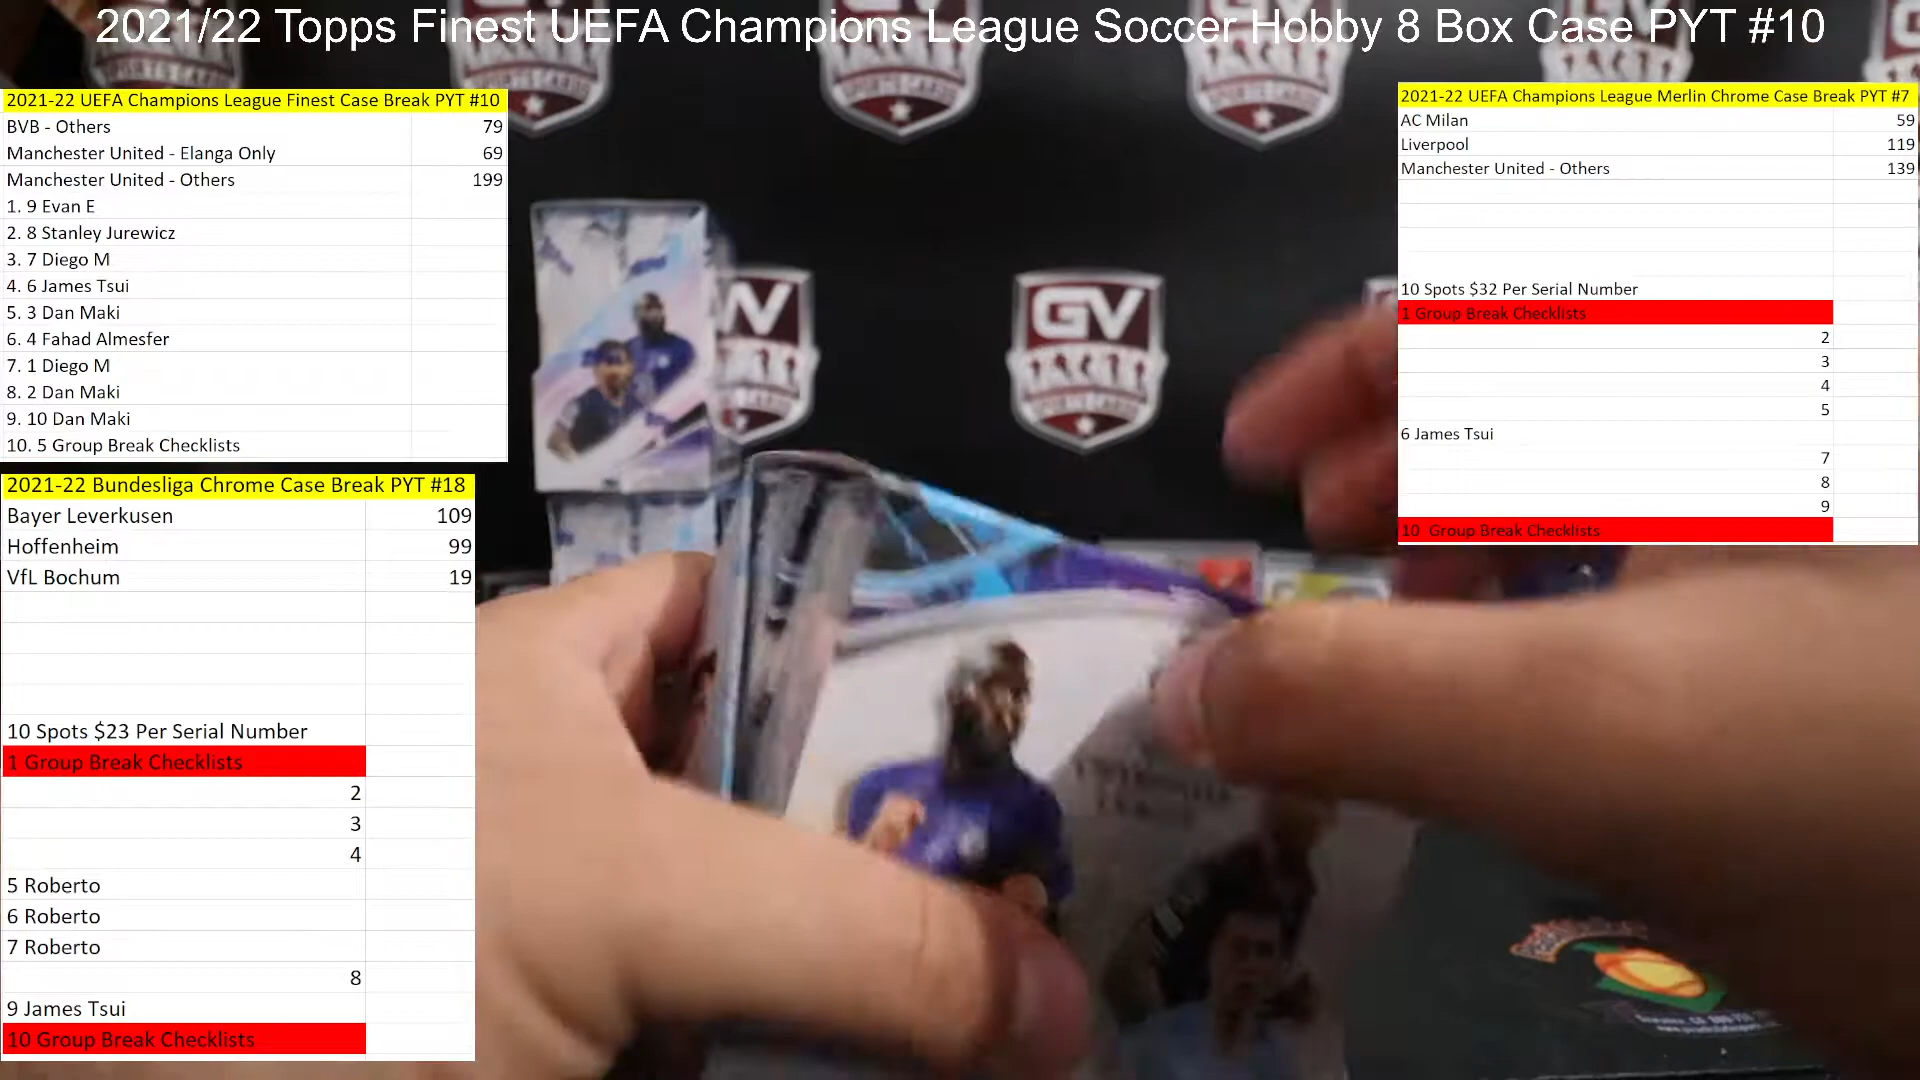 2021/22 Topps Finest UEFA Champions League Soccer Hobby 8 Box Case PYT #10
2021-22 UEFA Champions League Finest Case Break PYT #10
BVB - Others 79
Manchester United - Elanga Only 69
Manchester United - Others 199
1. 9 Evan E
2. 8 Stanley Jurewicz
3. 7 Diego M
4. 6 James Tsui
5. 3 Dan Maki
6. 4 Fahad Almesfer
7. 1 Diego M
8. 2 Dan Maki
9. 10 Dan Maki
10. 5 Group Break Checklists
2021-22 Bundesliga Chrome Case Break PYT #18
Bayer Leverkusen 109
Hoffenheim 99
VfL Bochum 19
10 Spots $23 Per Serial Number
1 Group Break Checklists
2
3
4
5 Roberto
6 Roberto
7 Roberto
8
9 James Tsui
10 Group Break Checklists
2021-22 UEFA Champions League Merlin Chrome Case Break PYT #7
AC Milan 59
Liverpool 119
Manchester United - Others 139
10 Spots $32 Per Serial Number
1 Group Break Checklists
2
3
4
5
6 James Tsui
7
8
9
10 Group Break Checklists
GV
SPORTS CARDS